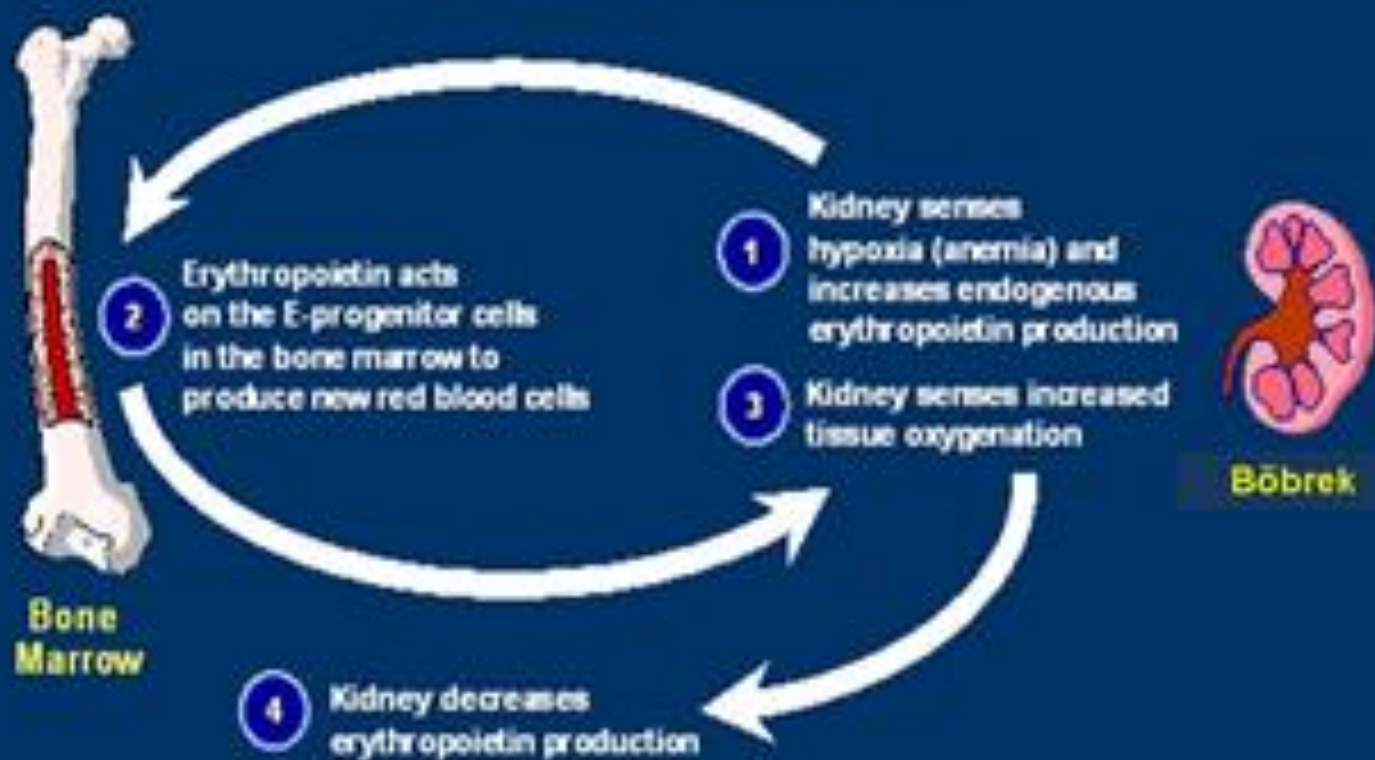 1
Kidney senses
hypoxia (anemia) and
increases endogenous
erythropoietin production
2
Erythropoietin acts
on the E-progenitor cells
in the bone marrow to
produce new red blood cells
3
Kidney senses increased
tissue oxygenation
Böbrek
Bone
Marrow
4
Kidney decreases
erythropoietin production